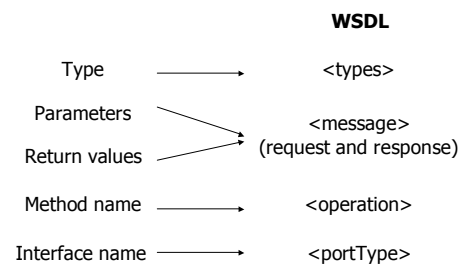 WSDL
Type <types>
Parameters
<message>
(request and response)
Return values
Method name <operation>
Interface name <portType>